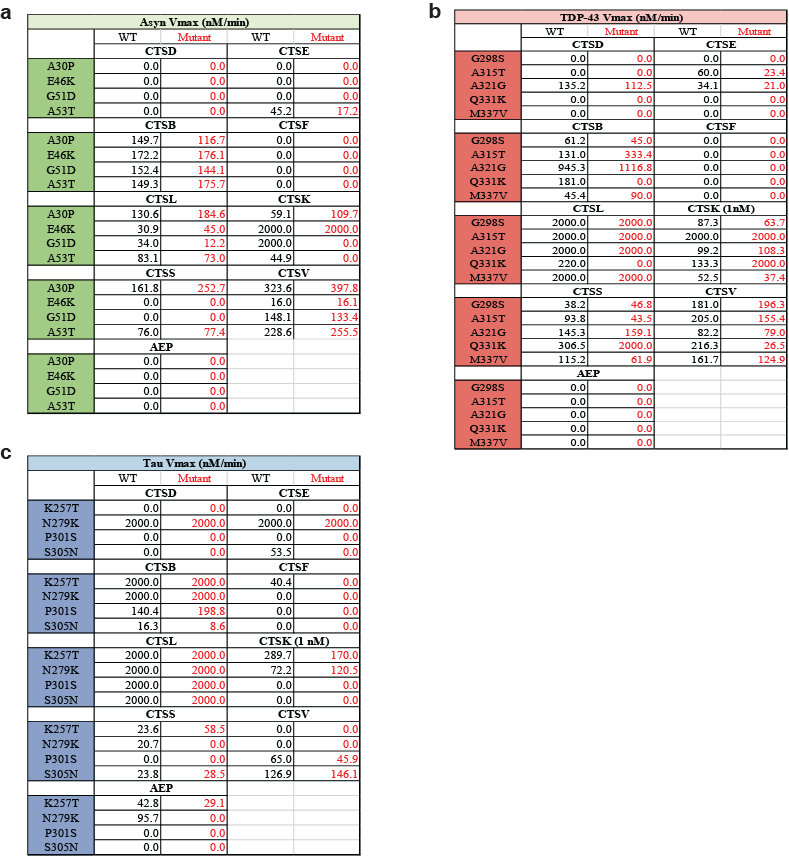 a
Asyn Vmax (nM/min)
WT Mutant WT Mutant
CTSD CTSE
A30P 0.0 0.0 0.0 0.0
E46K 0.0 0.0 0.0 0.0
G51D 0.0 0.0 0.0 0.0
A53T 0.0 0.0 45.2 17.2
CTSB CTSF
A30P 149.7 116.7 0.0 0.0
E46K 172.2 176.1 0.0 0.0
G51D 152.4 144.1 0.0 0.0
A53T 149.3 175.7 0.0 0.0
CTSL CTSK
A30P 130.6 184.6 59.1 109.7
E46K 30.9 45.0 2000.0 2000.0
G51D 34.0 12.2 2000.0 0.0
A53T 83.1 73.0 44.9 0.0
CTSS CTSV
A30P 161.8 252.7 323.6 397.8
E46K 0.0 0.0 16.0 16.1
G51D 0.0 0.0 148.1 133.4
A53T 76.0 77.4 228.6 255.5
AEP
A30P 0.0 0.0
E46K 0.0 0.0
G51D 0.0 0.0
A53T 0.0 0.0
b
TDP-43 Vmax (nM/min)
WT Mutant WT Mutant
CTSD CTSE
G298S 0.0 0.0 0.0 0.0
A315T 0.0 0.0 60.0 23.4
A321G 135.2 112.5 34.1 21.0
Q331K 0.0 0.0 0.0 0.0
M337V 0.0 0.0 0.0 0.0
CTSB CTSF
G298S 61.2 45.0 0.0 0.0
A315T 131.0 333.4 0.0 0.0
A321G 945.3 1116.8 0.0 0.0
Q331K 181.0 0.0 0.0 0.0
M337V 45.4 90.0 0.0 0.0
CTSL CTSK (1nM)
G298S 2000.0 2000.0 87.3 63.7
A315T 2000.0 2000.0 2000.0 2000.0
A321G 2000.0 2000.0 99.2 108.3
Q331K 220.0 0.0 133.3 2000.0
M337V 2000.0 2000.0 52.5 37.4
CTSS CTSV
G298S 38.2 46.8 181.0 196.3
A315T 93.8 43.5 205.0 155.4
A321G 145.3 159.1 82.2 79.0
Q331K 306.5 2000.0 216.3 26.5
M337V 115.2 61.9 161.7 124.9
AEP
G298S 0.0 0.0
A315T 0.0 0.0
A321G 0.0 0.0
Q331K 0.0 0.0
M337V 0.0 0.0
c
Tau Vmax (nM/min)
WT Mutant WT Mutant
CTSD CTSE
K257T 0.0 0.0 0.0 0.0
N279K 2000.0 2000.0 2000.0 2000.0
P301S 0.0 0.0 0.0 0.0
S305N 0.0 0.0 53.5 0.0
CTSB CTSF
K257T 2000.0 2000.0 40.4 0.0
N279K 2000.0 2000.0 0.0 0.0
P301S 140.4 198.8 0.0 0.0
S305N 16.3 8.6 0.0 0.0
CTSL CTSK (1 nM)
K257T 2000.0 2000.0 289.7 170.0
N279K 2000.0 2000.0 72.2 120.5
P301S 2000.0 2000.0 0.0 0.0
S305N 2000.0 2000.0 0.0 0.0
CTSS CTSV
K257T 23.6 58.5 0.0 0.0
N279K 20.7 0.0 0.0 0.0
P301S 0.0 0.0 65.0 45.9
S305N 23.8 28.5 126.9 146.1
AEP
K257T 42.8 29.1
N279K 95.7 0.0
P301S 0.0 0.0
S305N 0.0 0.0